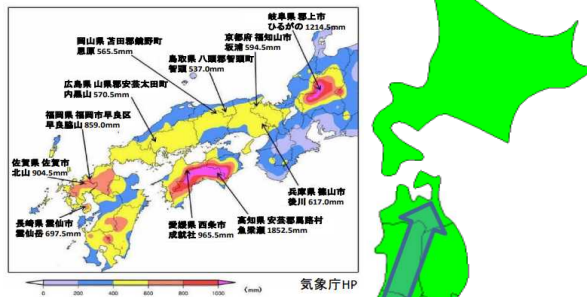 岐阜県 郡上市
ひるがの 1214.5mm
京都府 福知山市
坂浦 594.5mm
岡山県 苫田郡鏡野町
恩原 565.5mm
鳥取県 八頭郡智頭町
智頭 537.0mm
広島県 山県郡安芸太田町
内黒山 570.5mm
福岡県 福岡市早良区
早良脇山 859.0mm
佐賀県 佐賀市
北山 904.5mm
長崎県 雲仙市
雲仙岳 697.5mm
愛媛県 西条市
成就社 965.5mm
高知県 安芸郡馬路村
魚梁瀬 1852.5mm
兵庫県 篠山市
後川 617.0mm
0 200 400 600 800 1000 (mm)
気象庁HP